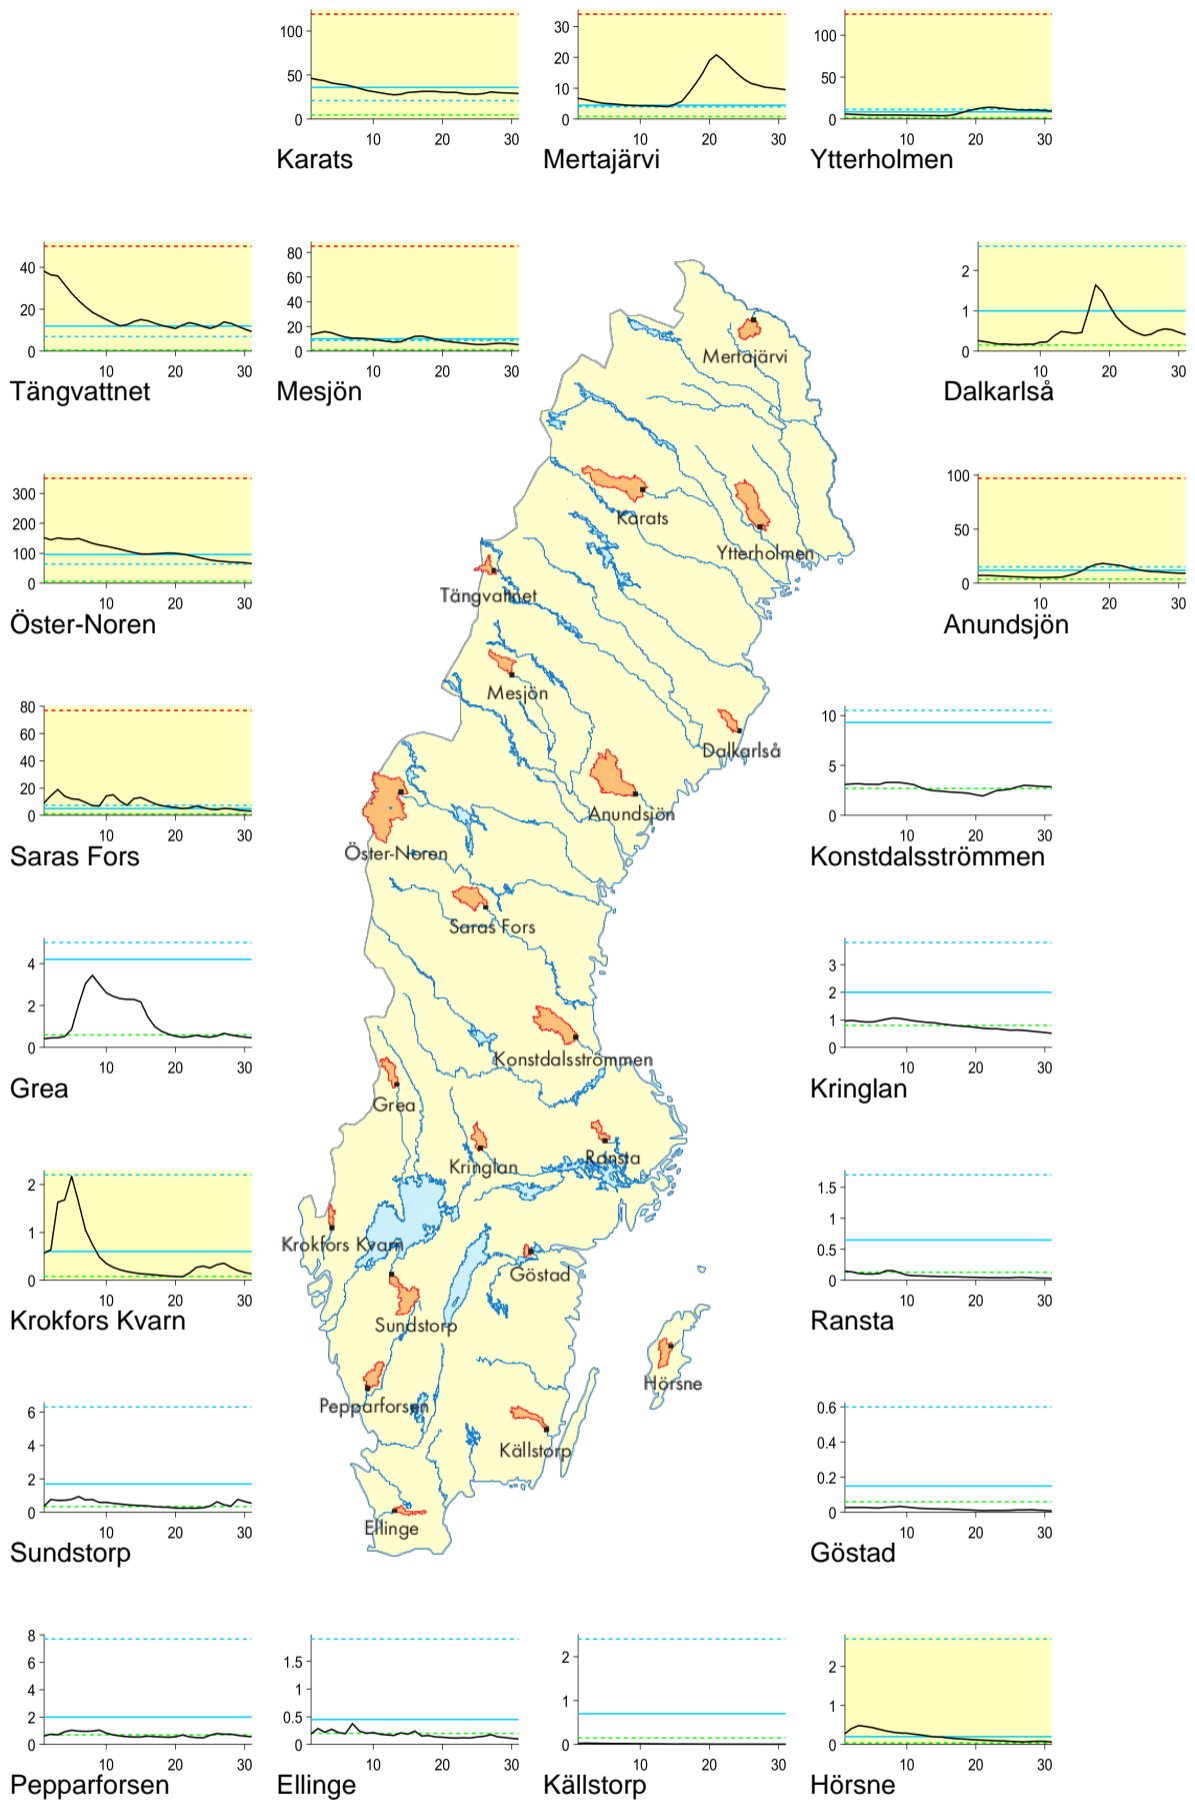 100
50
0
10 20 30
Karats
30
20
10
0
10 20 30
Mertajärvi
100
50
0
10 20 30
Ytterholmen
40
20
0
10 20 30
Tängvattnet
80
60
40
20
0
10 20 30
Mesjön
2
1
0
10 20 30
Dalkarlså
300
200
100
0
10 20 30
Öster-Noren
100
50
0
10 20 30
Anundsjön
80
60
40
20
0
10 20 30
Saras Fors
10
5
0
10 20 30
Konstdalsströmmen
4
2
0
10 20 30
Grea
3
2
1
0
10 20 30
Kringlan
2
1
0
10 20 30
Krokfors Kvarn
1.5
1
0.5
0
10 20 30
Ransta
6
4
2
0
10 20 30
Sundstorp
0.6
0.4
0.2
0
10 20 30
Göstad
8
6
4
2
0
10 20 30
Pepparforsen
1.5
1
0.5
0
10 20 30
Ellinge
2
1
0
10 20 30
Källstorp
2
1
0
10 20 30
Hörsne
Mertajärvi
Karats
Ytterholmen
Tängvattnet
Mesjön
Dalkarlså
Anundsjön
Öster-Noren
Saras Fors
Konstdalsströmmen
Grea
Kringlan
Ransta
Krokfors Kvarn
Göstad
Sundstorp
Hörsne
Pepparforsen
Källstorp
Ellinge